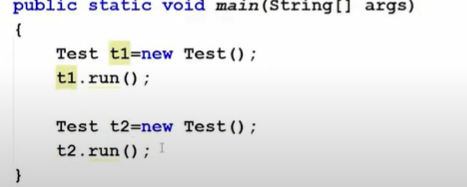 public static void main(String[] args)
{
Test t1=new Test();
t1.run();
Test t2=new Test();
t2.run();
}